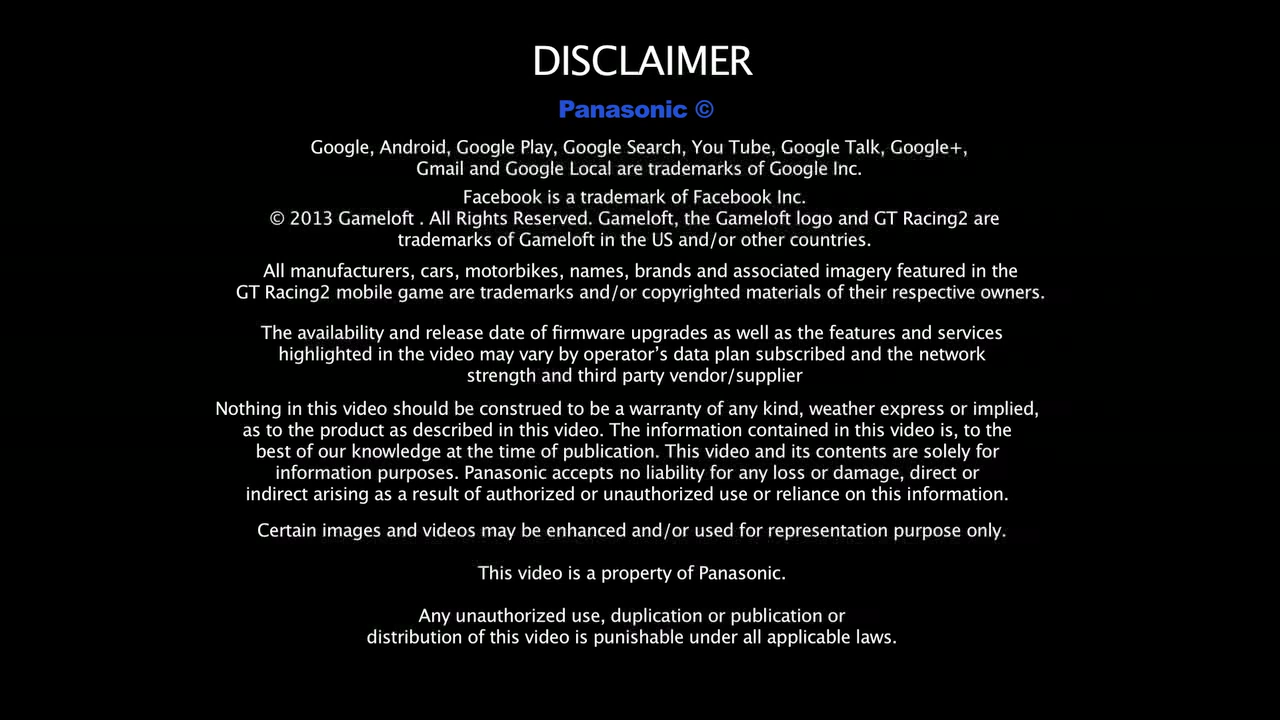 DISCLAIMER
Panasonic ©
Google, Android, Google Play, Google Search, You Tube, Google Talk, Google+,
Gmail and Google Local are trademarks of Google Inc.
Facebook is a trademark of Facebook Inc.
© 2013 Gameloft . All Rights Reserved. Gameloft, the Gameloft logo and GT Racing2 are
trademarks of Gameloft in the US and/or other countries.
All manufacturers, cars, motorbikes, names, brands and associated imagery featured in the
GT Racing2 mobile game are trademarks and/or copyrighted materials of their respective owners.
The availability and release date of firmware upgrades as well as the features and services
highlighted in the video may vary by operator’s data plan subscribed and the network
strength and third party vendor/supplier
Nothing in this video should be construed to be a warranty of any kind, weather express or implied,
as to the product as described in this video. The information contained in this video is, to the
best of our knowledge at the time of publication. This video and its contents are solely for
information purposes. Panasonic accepts no liability for any loss or damage, direct or
indirect arising as a result of authorized or unauthorized use or reliance on this information.
Certain images and videos may be enhanced and/or used for representation purpose only.
This video is a property of Panasonic.
Any unauthorized use, duplication or publication or
distribution of this video is punishable under all applicable laws.